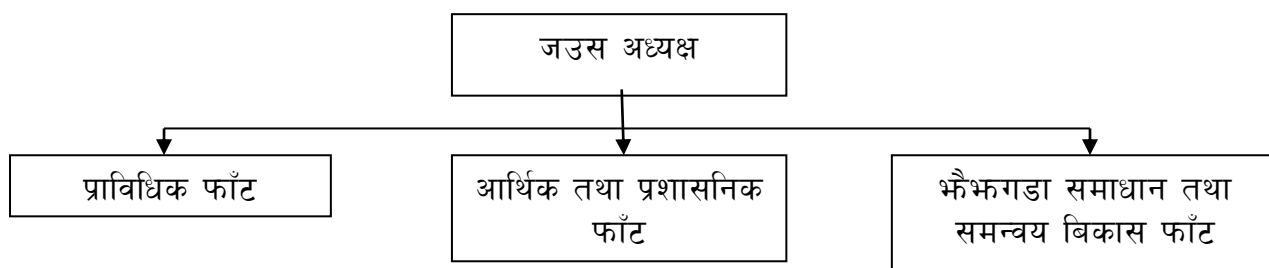 जउस अध्यक्ष
प्राविधिक फाँट
आर्थिक तथा प्रशासनिक
फाँट
झैझगडा समाधान तथा
समन्वय बिकास फाँट